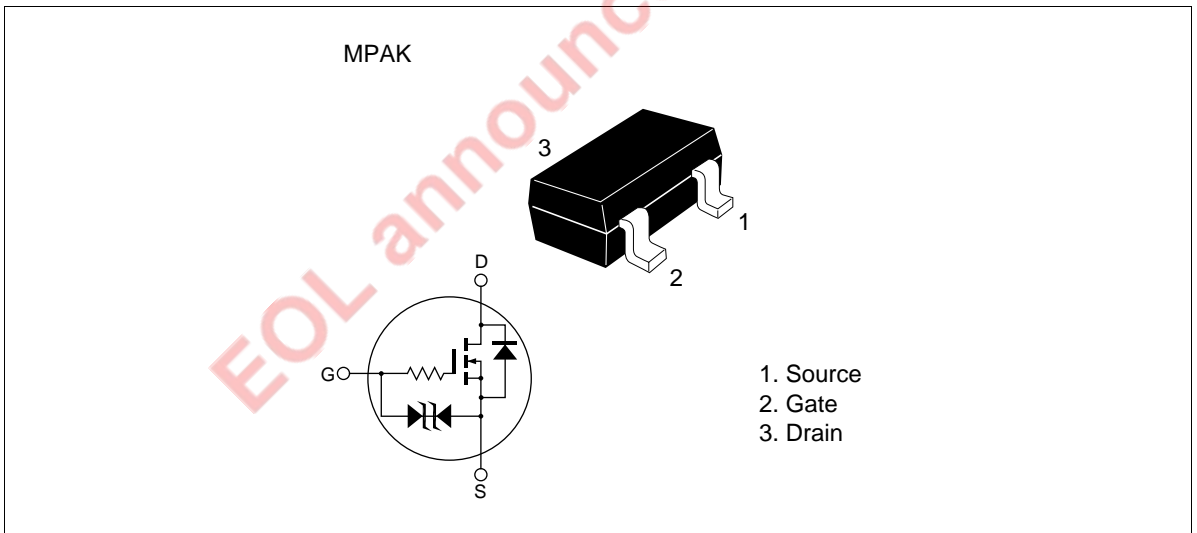 MPAK
EOL announc
3
1
2
D
G
S
1. Source
2. Gate
3. Drain